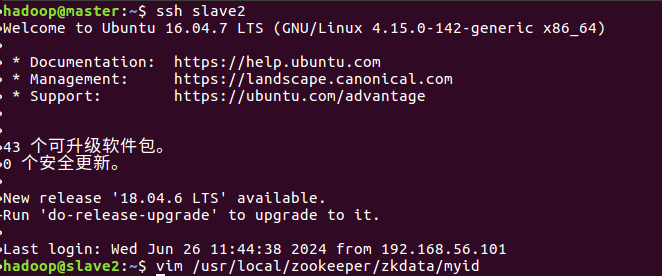 hadoop@master:~$ ssh slave2
Welcome to Ubuntu 16.04.7 LTS (GNU/Linux 4.15.0-142-generic x86_64)
* Documentation:  https://help.ubuntu.com
* Management:     https://landscape.canonical.com
* Support:        https://ubuntu.com/advantage
43 个可升级软件包。
0 个安全更新。
New release '18.04.6 LTS' available.
Run 'do-release-upgrade' to upgrade to it.
Last login: Wed Jun 26 11:44:38 2024 from 192.168.56.101
hadoop@slave2:~$ vim /usr/local/zookeeper/zkdata/myid